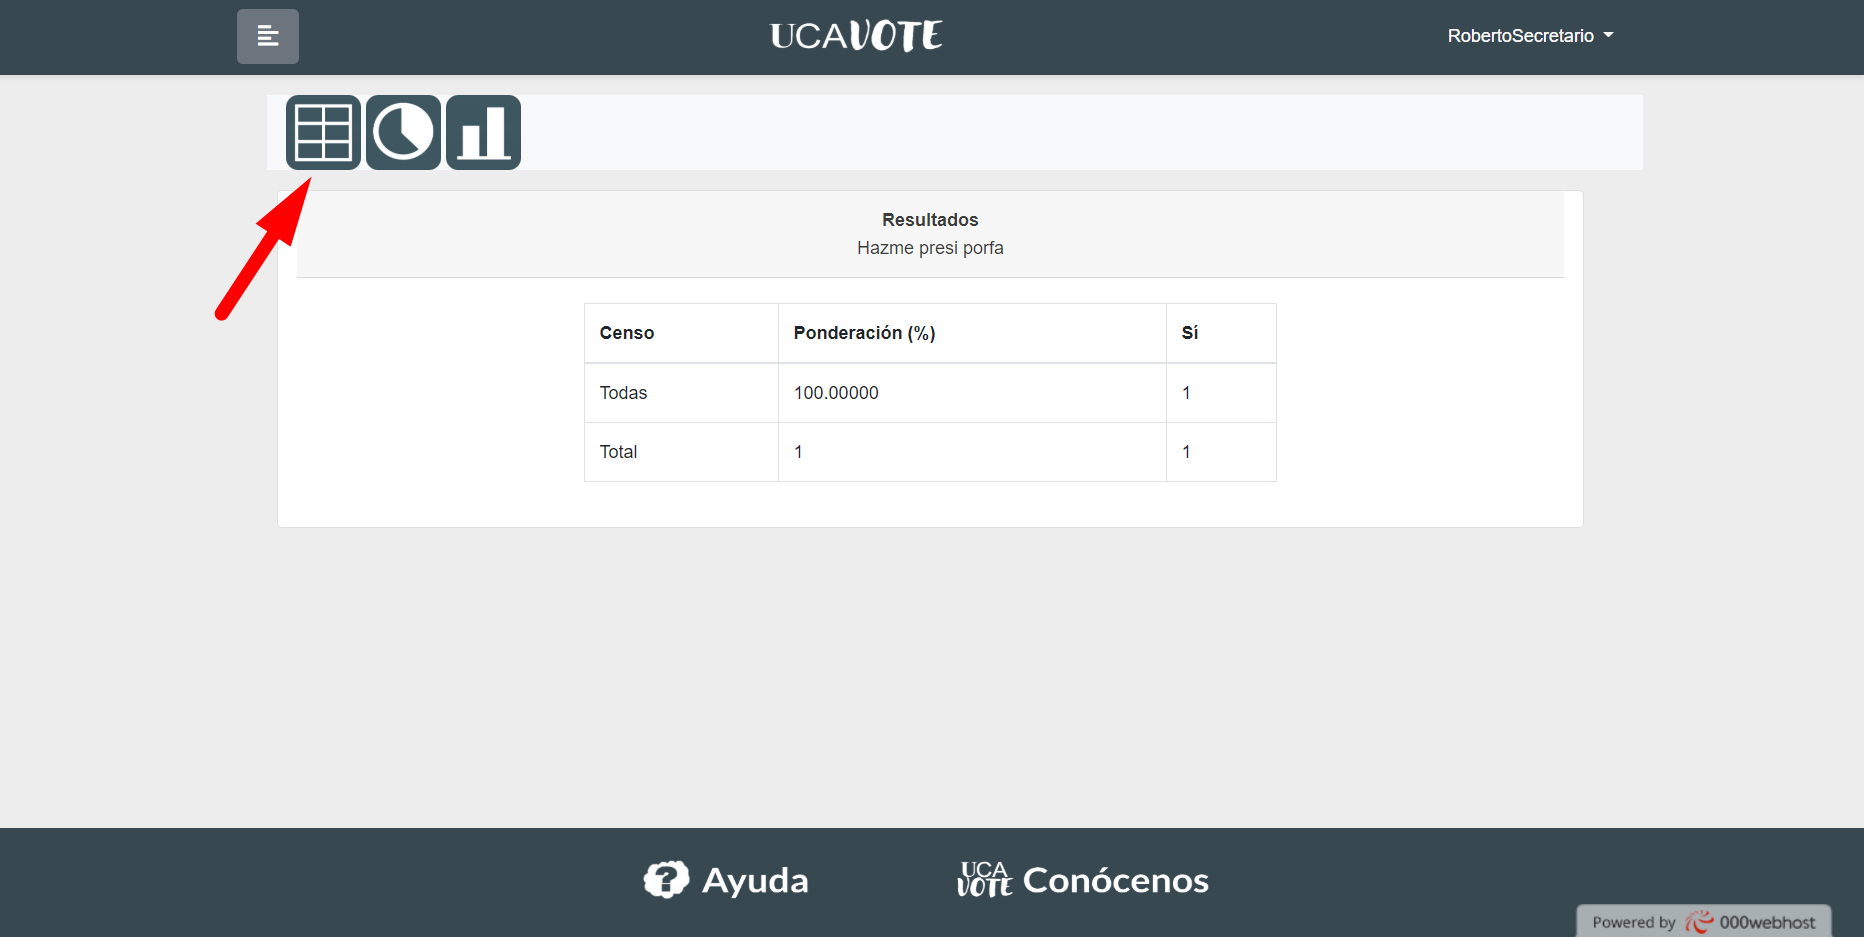 UCAVOTE
RobertoSecretario
Resultados
Hazme presi porfa
Censo Ponderación (%) Sí
Todas 100.00000 1
Total 1 1
Ayuda
UCA
VOTE
Conócenos
Powered by 000webhost